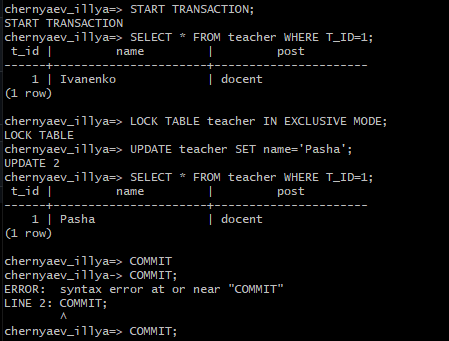 chernyaev_illya=> START TRANSACTION;
START TRANSACTION
chernyaev_illya=> SELECT * FROM teacher WHERE T_ID=1;
 t_id |         name         |         post
------+----------------------+----------------------
    1 | Ivanenko             | docent
(1 row)

chernyaev_illya=> LOCK TABLE teacher IN EXCLUSIVE MODE;
LOCK TABLE
chernyaev_illya=> UPDATE teacher SET name='Pasha';
UPDATE 2
chernyaev_illya=> SELECT * FROM teacher WHERE T_ID=1;
 t_id |         name         |         post
------+----------------------+----------------------
    1 | Pasha                | docent
(1 row)

chernyaev_illya=> COMMIT
chernyaev_illya-> COMMIT;
ERROR:  syntax error at or near "COMMIT"
LINE 2: COMMIT;
        ^
chernyaev_illya=> COMMIT;